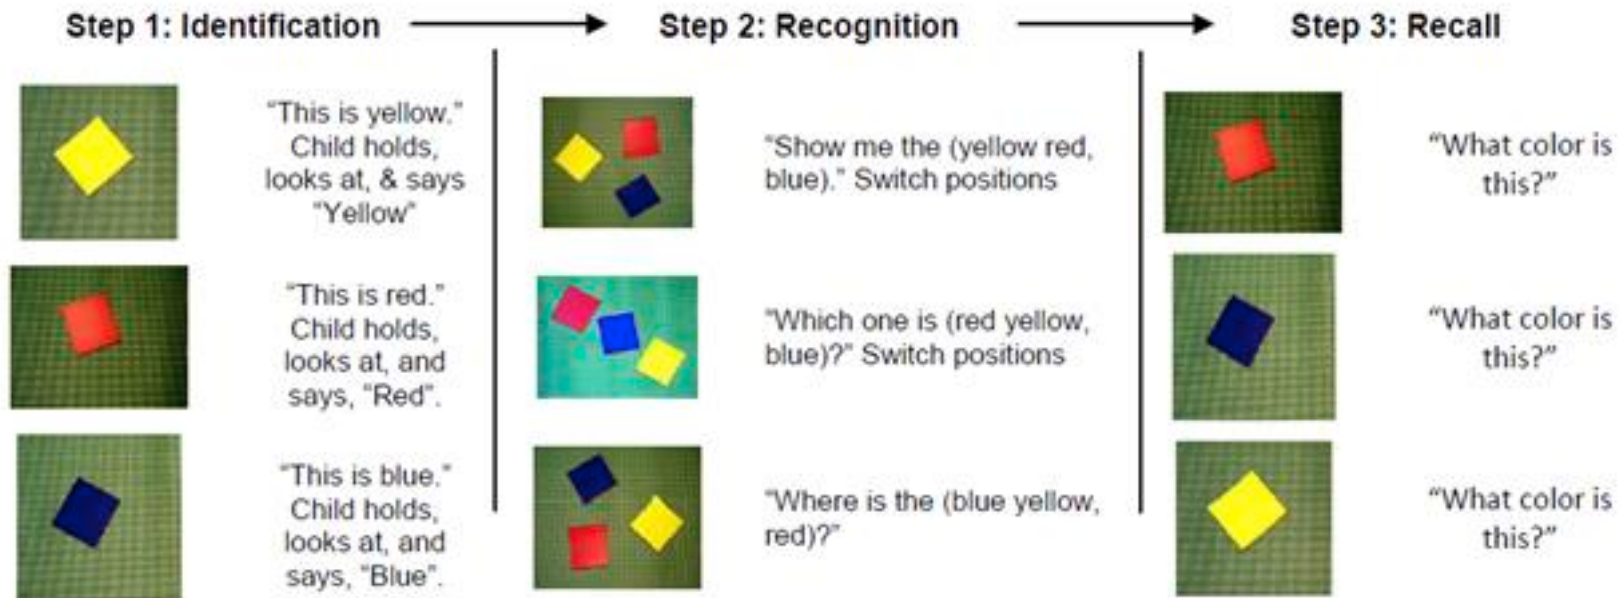 Step 1: Identification
Step 2: Recognition
Step 3: Recall
“This is yellow.”
Child holds,
looks at, & says
“Yellow”
“This is red.”
Child holds,
looks at, and
says, “Red”.
“This is blue.”
Child holds,
looks at, and
says, “Blue”.
“Show me the (yellow red,
blue).” Switch positions
“Which one is (red yellow,
blue)?” Switch positions
“Where is the (blue yellow,
red)?”
“What color is
this?”
“What color is
this?”
“What color is
this?”